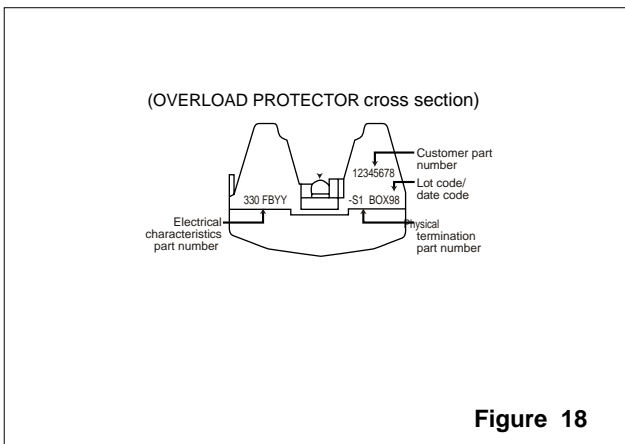 (OVERLOAD PROTECTOR cross section)
Customer part
number
12345678
Lot code/
date code
330 FBYY
-S1 BOX98
Electrical
characteristics
part number
Physical
termination
part number
Figure 18